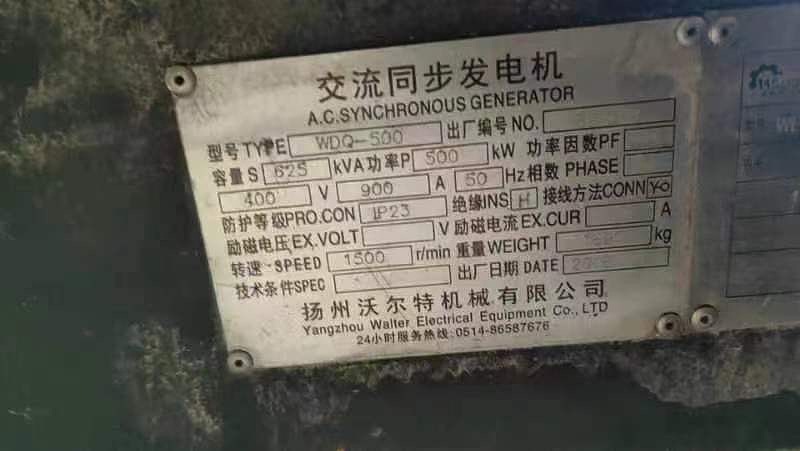 交流同步发电机
A.C.SYNCHRONOUS GENERATOR
型号TYPE WDQ-500 出厂编号NO.
容量S 625 kVA功率P 500 kW 功率因数PF
400 V 900 A 50 Hz相数 PHASE
防护等级PRO.CON IP23 绝缘INS H 接线方法CONN Yo
励磁电压EX.VOLT V 励磁电流EX.CUR A
转速 SPEED 1500 r/min 重量WEIGHT kg
技术条件SPEC 出厂日期 DATE
扬州沃尔特机械有限公司
Yangzhou Walter Electrical Equipment Co., LTD
24小时服务热线:0514-86587676